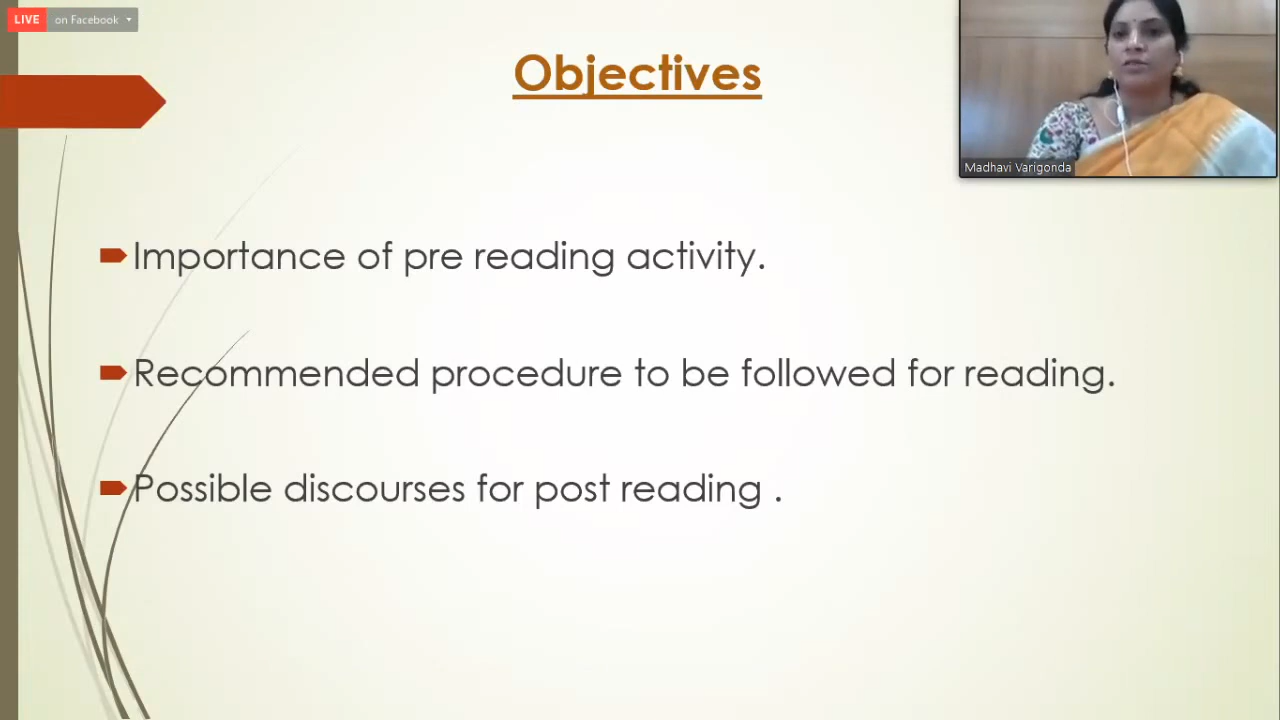 LIVE on Facebook
Objectives
Madhavi Varigonda
Importance of pre reading activity.
Recommended procedure to be followed for reading.
Possible discourses for post reading .